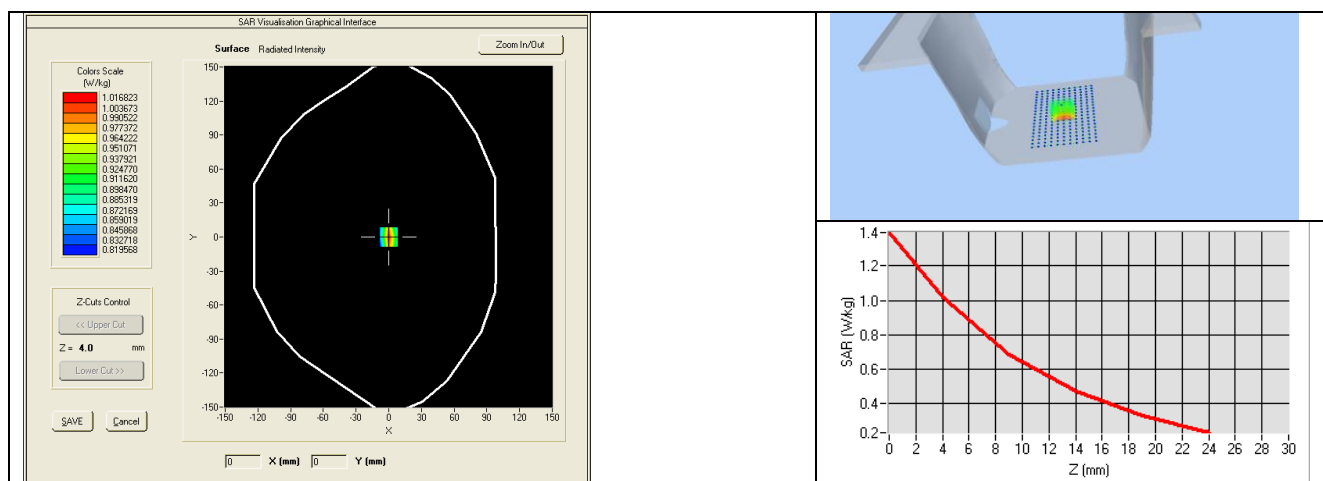 SAR Visualisation Graphical Interface
Surface Radiated Intensity
Zoom In/Out
Colors Scale
(W/kg)
1.016823
1.003673
0.990522
0.977372
0.964222
0.951071
0.937921
0.924770
0.911620
0.898470
0.885319
0.872169
0.859019
0.845868
0.832718
0.819568
Z-Cuts Control
<< Upper Cut
Z = 4.0 mm
Lower Cut >>
SAVE Cancel
150
120
90
60
30
0
-30
-60
-90
-120
-150
Y
-150 -120 -90 -60 -30 0 30 60 90 120 150
X
0 X (mm) 0 Y (mm)
1.4
1.2
1.0
0.8
0.6
0.4
0.2
SAR (W/kg)
0 2 4 6 8 10 12 14 16 18 20 22 24 26 28 30
Z (mm)